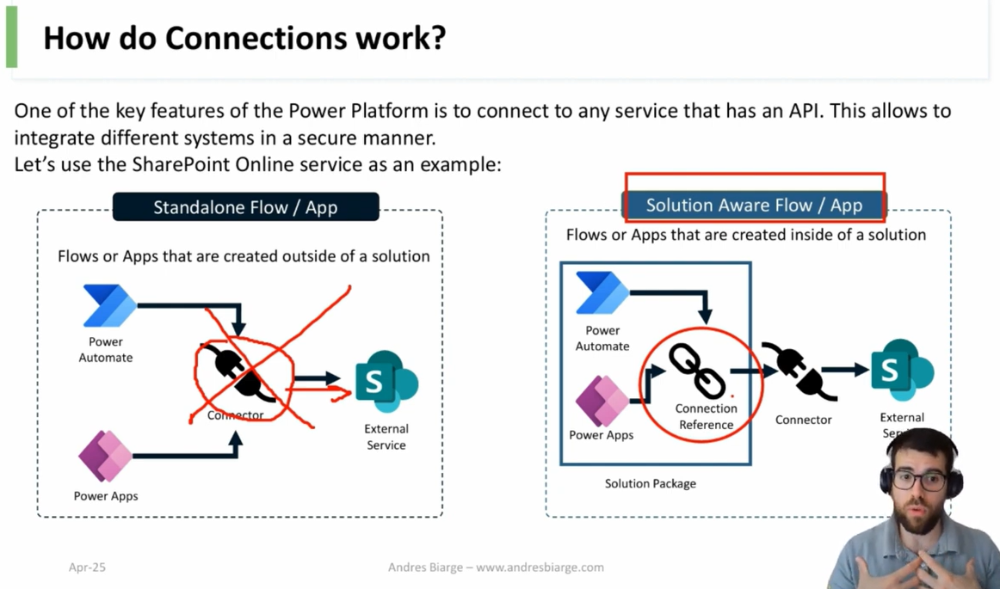 How do Connections work?
One of the key features of the Power Platform is to connect to any service that has an API. This allows to
integrate different systems in a secure manner.
Let's use the SharePoint Online service as an example:
Standalone Flow / App
Flows or Apps that are created outside of a solution
Power
Automate
Connector
S
External
Service
Power Apps
Solution Aware Flow / App
Flows or Apps that are created inside of a solution
Power
Automate
Power Apps
Connection
Reference
Connector
S
External
Solution Package
Apr-25
Andres Biarge – www.andresbiarge.com